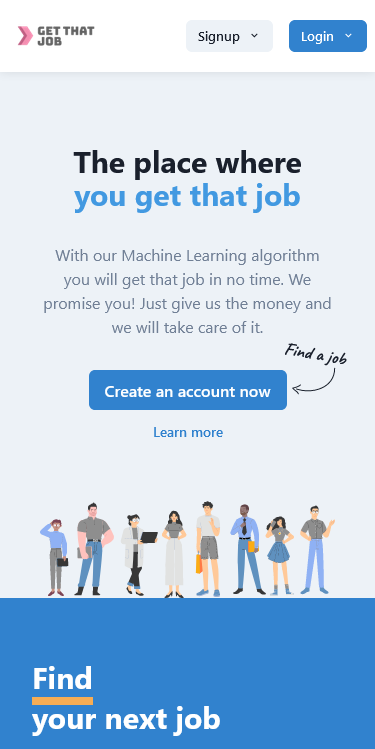 GET THAT
JOB
Signup
Login
The place where
you get that job
With our Machine Learning algorithm
you will get that job in no time. We
promise you! Just give us the money and
we will take care of it.
Find a job
Create an account now
Learn more
Find
your next job